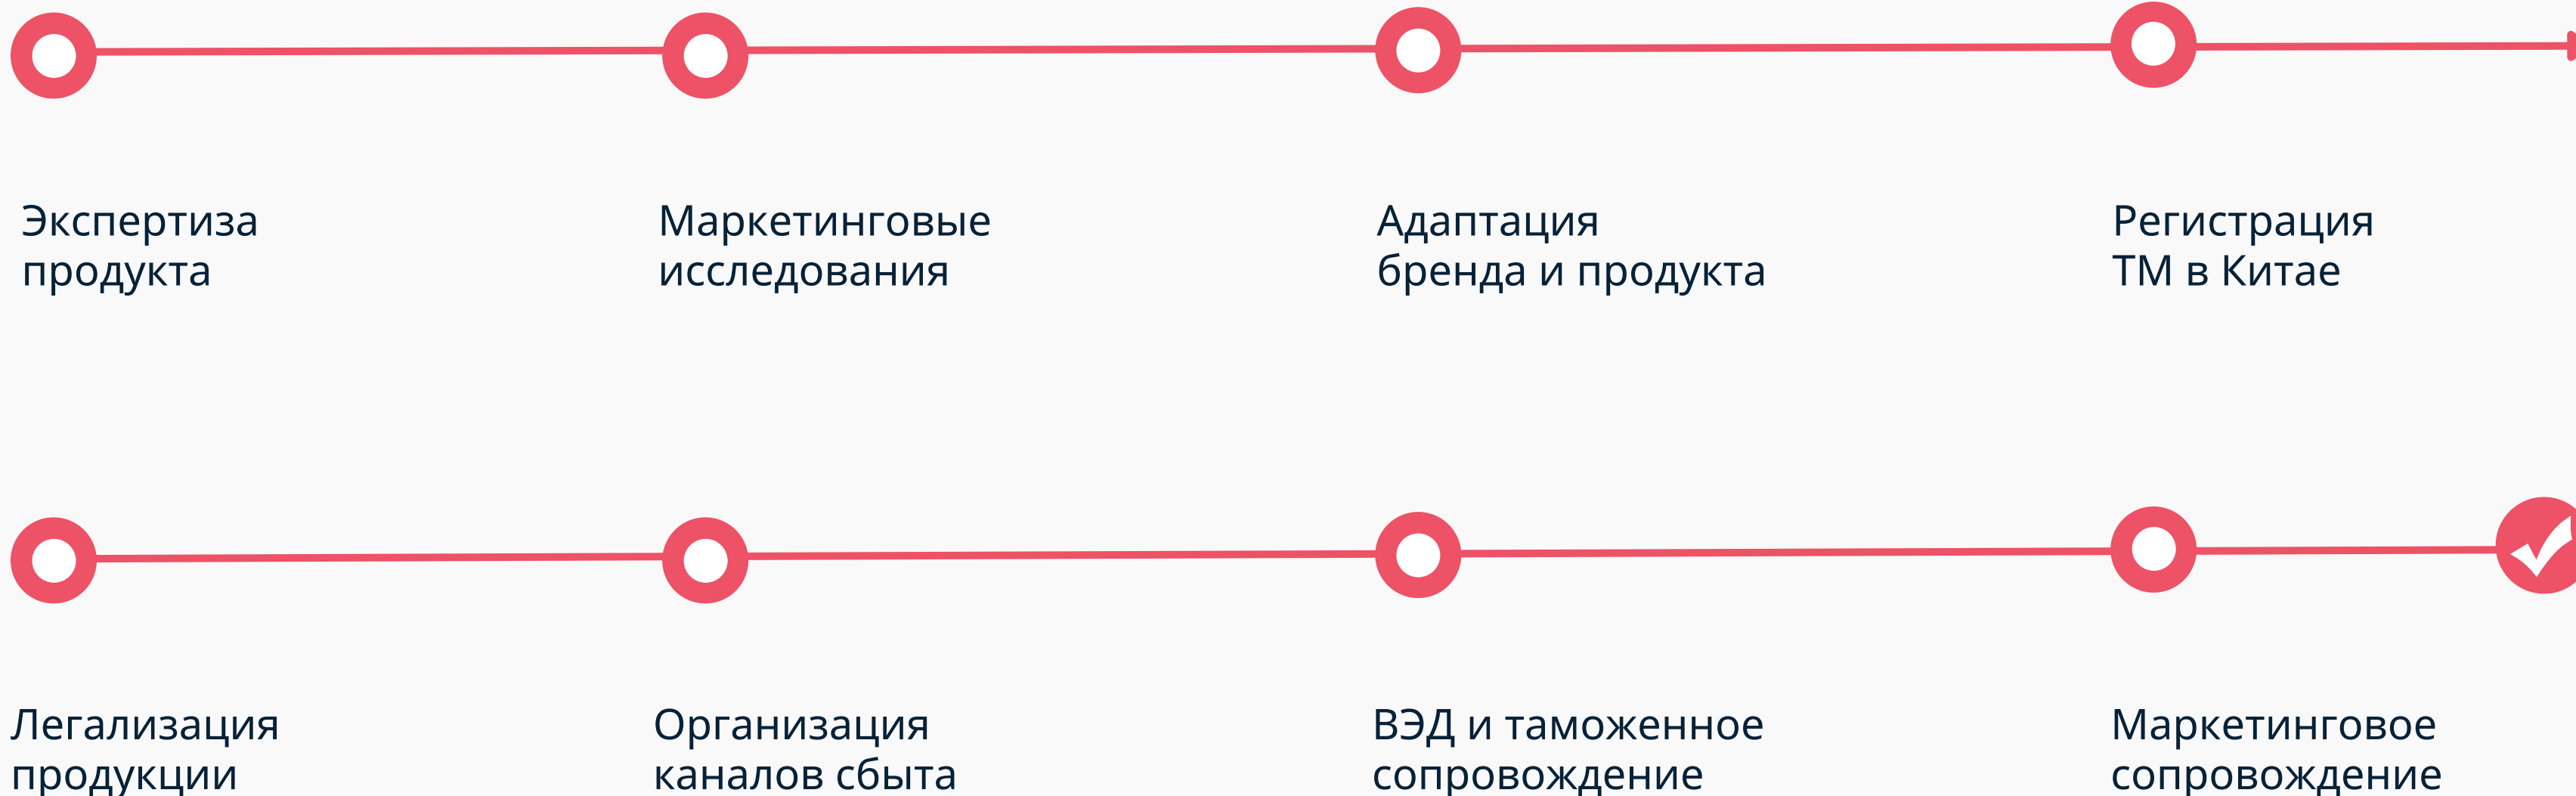 Экспертиза
продукта
Маркетинговые
исследования
Адаптация
бренда и продукта
Регистрация
ТМ в Китае
Легализация
продукции
Организация
каналов сбыта
ВЭД и таможенное
сопровождение
Маркетинговое
сопровождение